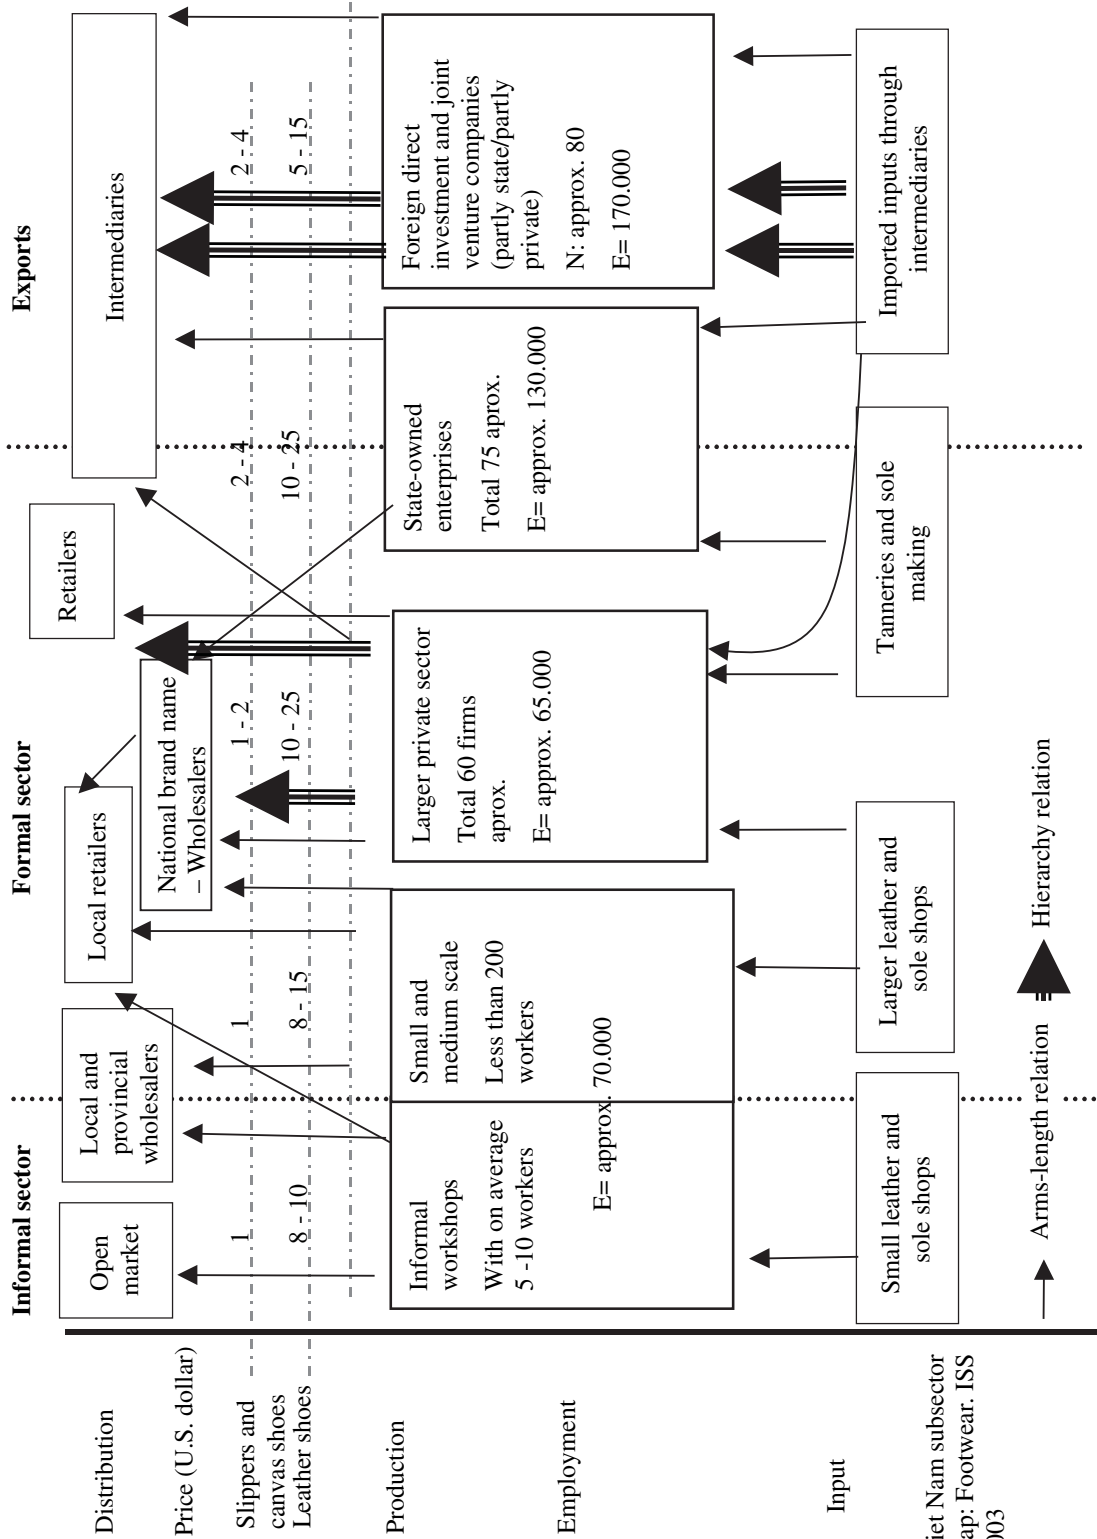 Informal sector
Formal sector
Exports
Distribution
Open
market
Local and
provincial
wholesalers
Local retailers
National brand name
– Wholesalers
Retailers
Intermediaries
Price (U.S. dollar)
Slippers and
canvas shoes
1
1
1 - 2
2 - 4
2 - 4
Leather shoes
8 - 10
8 - 15
10 - 25
10 - 25
5 - 15
Production
Informal
workshops
With on average
5 -10 workers
Small and
medium scale
Less than 200
workers
Larger private sector
Total 60 firms
aprox.
State-owned
enterprises
Total 75 aprox.
Foreign direct
investment and joint
venture companies
(partly state/partly
private)
N: approx. 80
Employment
E= approx. 70.000
E= approx. 65.000
E= approx. 130.000
E= 170.000
Input
Small leather and
sole shops
Larger leather and
sole shops
Tanneries and sole
making
Imported inputs through
intermediaries
iet Nam subsector
ap: Footwear. ISS
003
Arms-length relation
Hierarchy relation